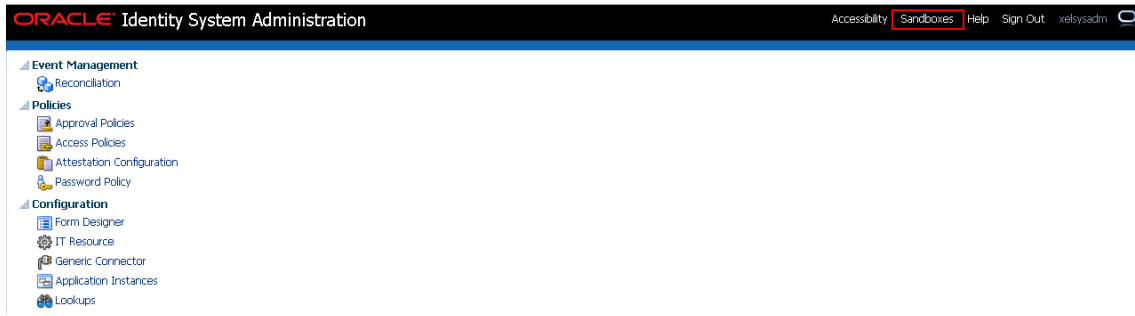 ORACLE Identity System Administration
Accessibility Sandboxes Help Sign Out xelsysadm
Event Management
Reconciliation
Policies
Approval Policies
Access Policies
Attestation Configuration
Password Policy
Configuration
Form Designer
IT Resource
Generic Connector
Application Instances
Lookups